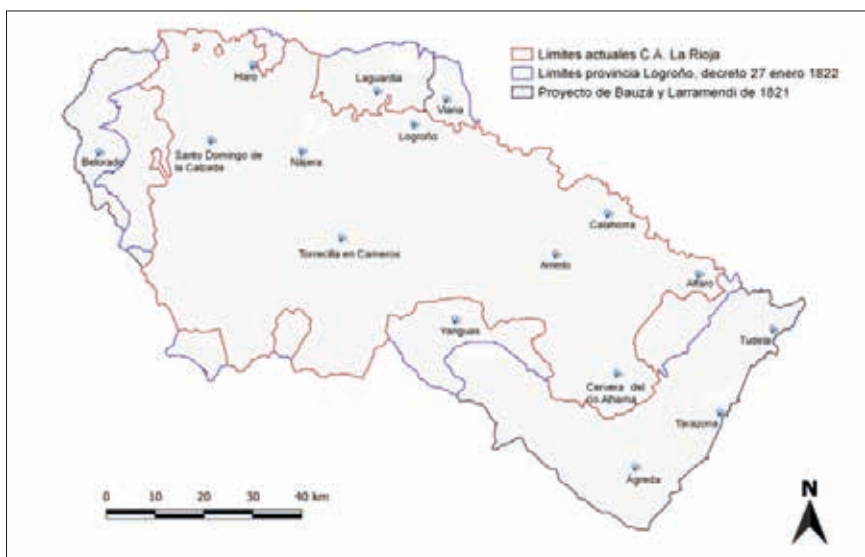 Límites actuales C.A. La Rioja
Límites provincia Logroño, decreto 27 enero 1822
Proyecto de Bauzá y Larramendi de 1821
Haro
Laguardia
Viana
Logroño
Belorado
Santo Domingo de
la Calzada
Nájera
Calahorra
Torrecilla en Cameros
Arnedo
Alfaro
Yanguas
Tudela
Cervera del
río Alhama
Tarazona
Ágreda
0 10 20 30 40 km
N